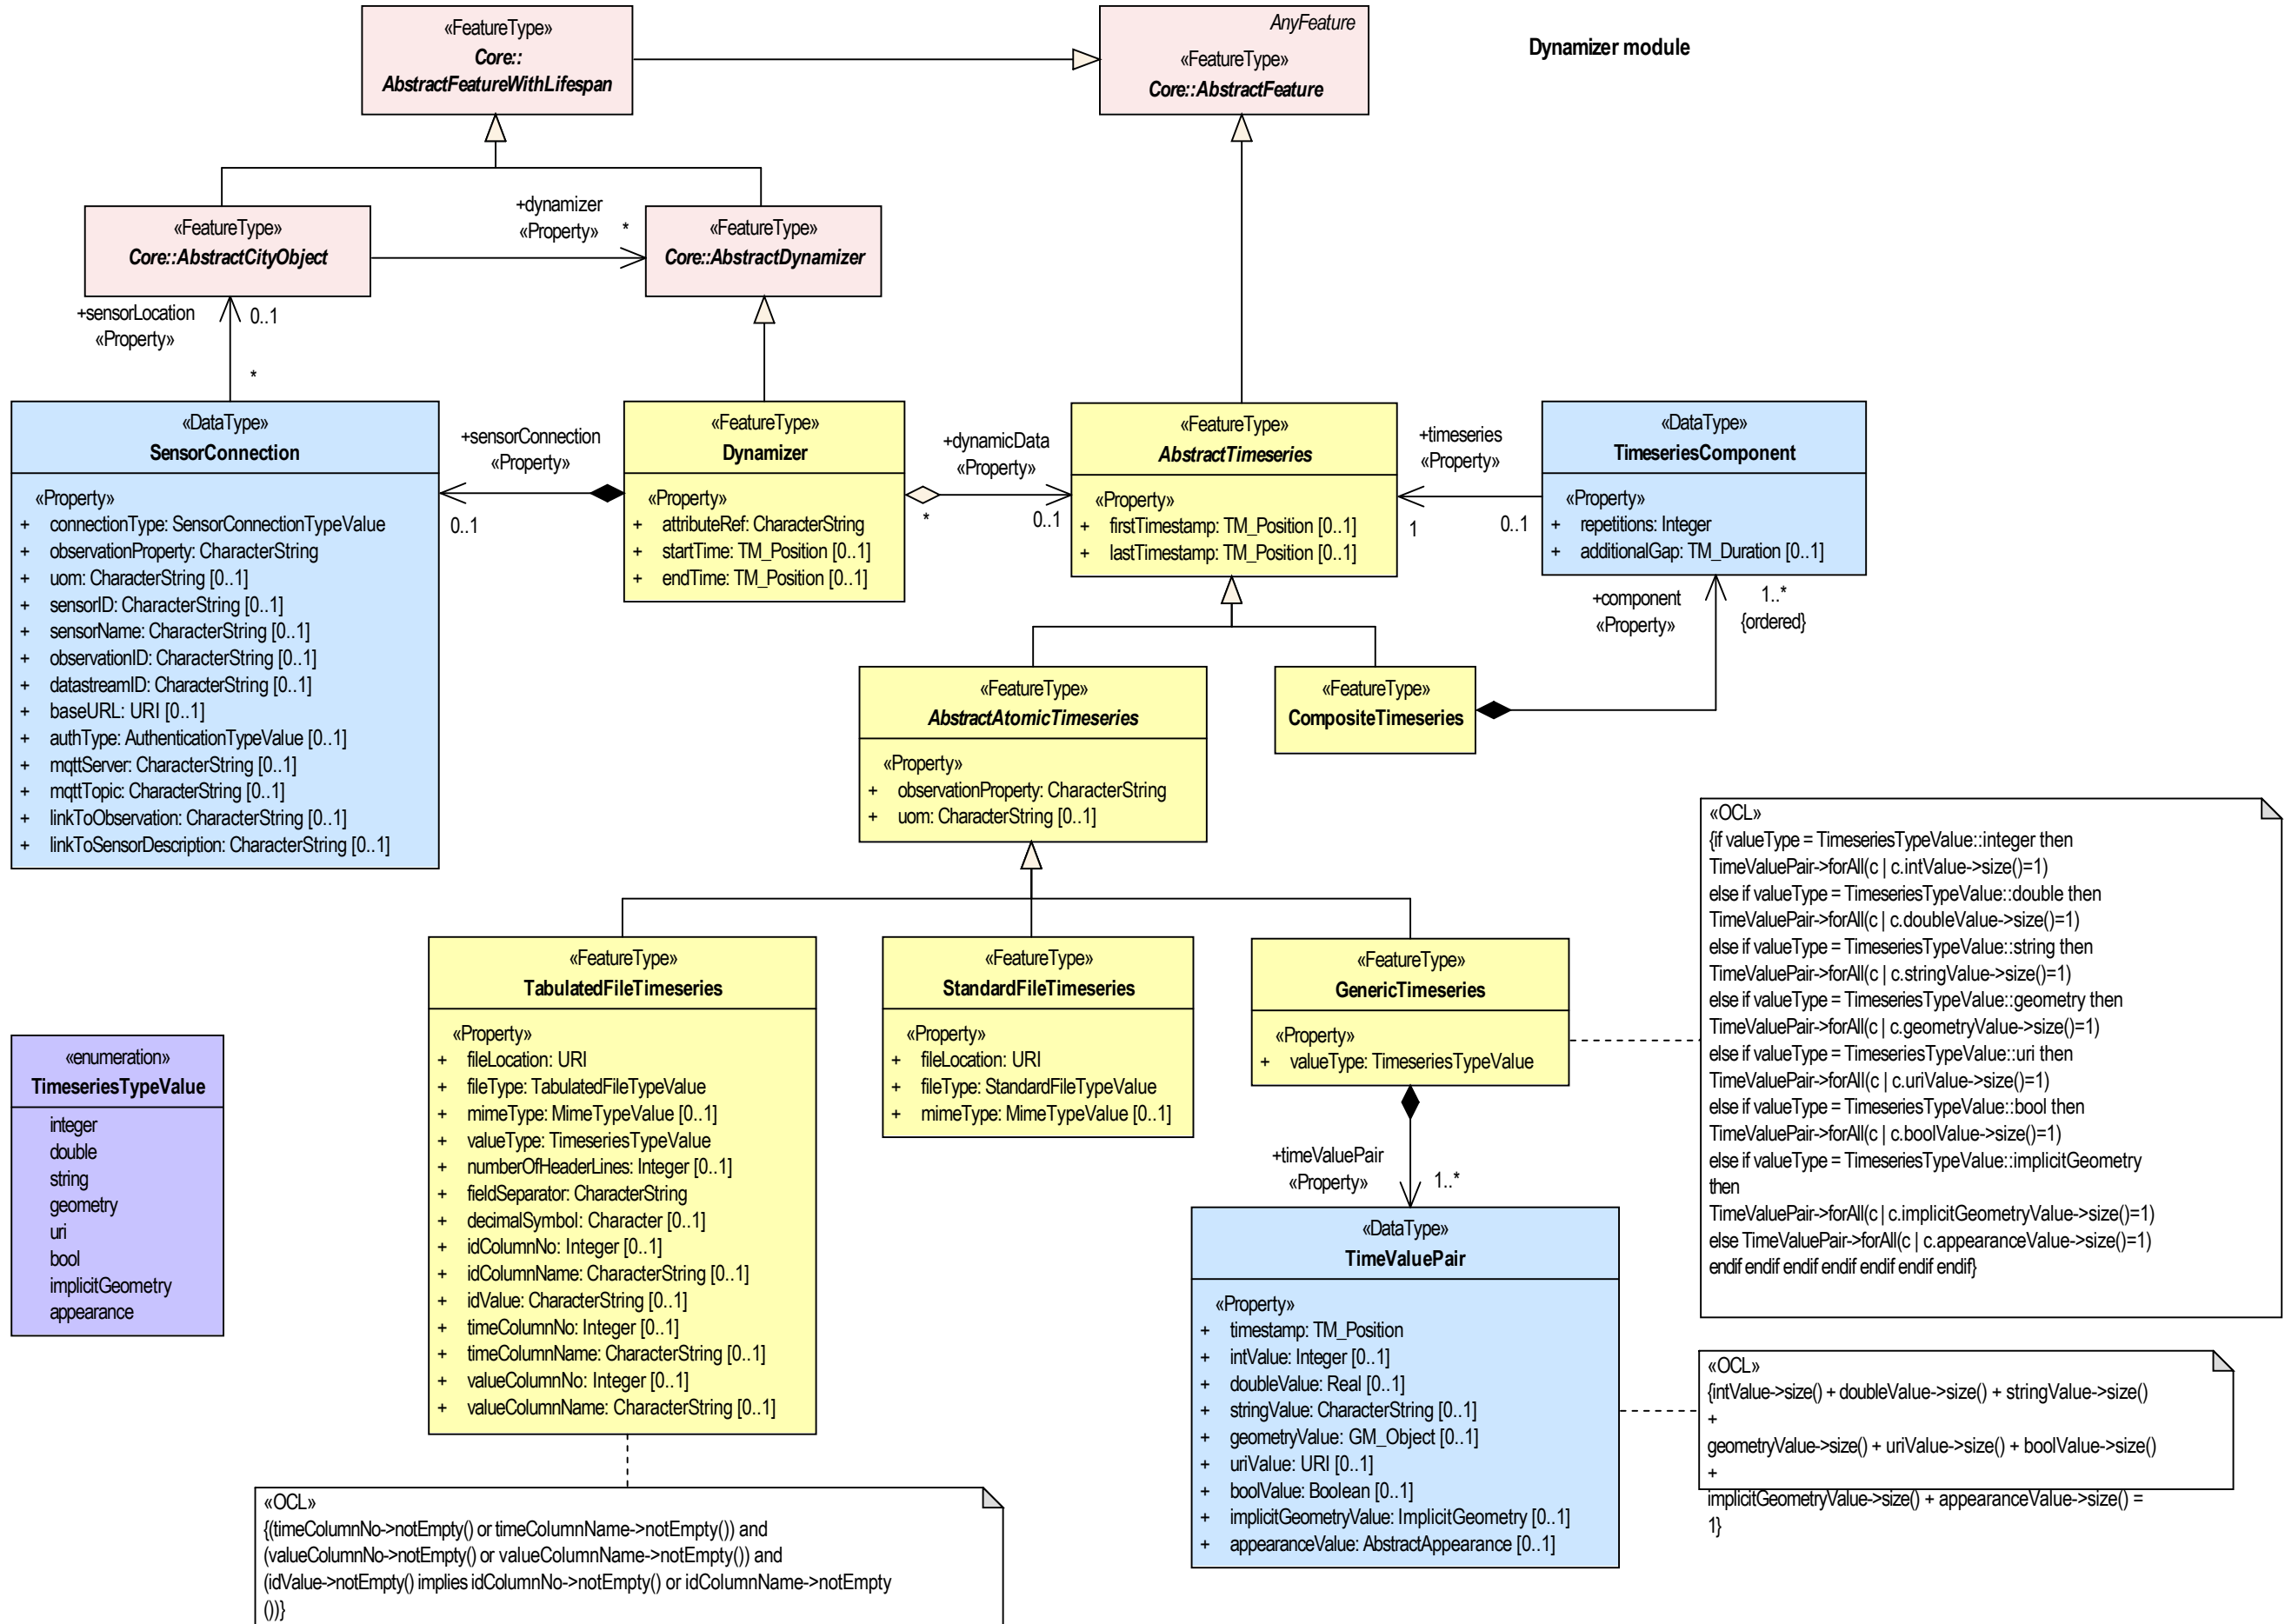 Dynamizer module
«FeatureType»
Core::
AbstractFeatureWithLifespan
AnyFeature
«FeatureType»
Core::AbstractFeature
«FeatureType»
Core::AbstractCityObject
+dynamizer
«Property»
*
«FeatureType»
Core::AbstractDynamizer
+sensorLocation
«Property»
0..1
*
«DataType»
SensorConnection
«Property»
+ connectionType: SensorConnectionTypeValue
+ observationProperty: CharacterString
+ uom: CharacterString [0..1]
+ sensorID: CharacterString [0..1]
+ sensorName: CharacterString [0..1]
+ observationID: CharacterString [0..1]
+ datastreamID: CharacterString [0..1]
+ baseURL: URI [0..1]
+ authType: AuthenticationTypeValue [0..1]
+ mqttServer: CharacterString [0..1]
+ mqttTopic: CharacterString [0..1]
+ linkToObservation: CharacterString [0..1]
+ linkToSensorDescription: CharacterString [0..1]
+sensorConnection
«Property»
0..1
«FeatureType»
Dynamizer
«Property»
+ attributeRef: CharacterString
+ startTime: TM_Position [0..1]
+ endTime: TM_Position [0..1]
+dynamicData
«Property»
*
0..1
«FeatureType»
AbstractTimeseries
«Property»
+ firstTimestamp: TM_Position [0..1]
+ lastTimestamp: TM_Position [0..1]
+timeseries
«Property»
1
0..1
«DataType»
TimeseriesComponent
«Property»
+ repetitions: Integer
+ additionalGap: TM_Duration [0..1]
+component
«Property»
1..*
{ordered}
«FeatureType»
AbstractAtomicTimeseries
«Property»
+ observationProperty: CharacterString
+ uom: CharacterString [0..1]
«FeatureType»
CompositeTimeseries
«OCL»
{if valueType = TimeseriesTypeValue::integer then
TimeValuePair->forAll(c | c.intValue->size()=1)
else if valueType = TimeseriesTypeValue::double then
TimeValuePair->forAll(c | c.doubleValue->size()=1)
else if valueType = TimeseriesTypeValue::string then
TimeValuePair->forAll(c | c.stringValue->size()=1)
else if valueType = TimeseriesTypeValue::geometry then
TimeValuePair->forAll(c | c.geometryValue->size()=1)
else if valueType = TimeseriesTypeValue::uri then
TimeValuePair->forAll(c | c.uriValue->size()=1)
else if valueType = TimeseriesTypeValue::bool then
TimeValuePair->forAll(c | c.boolValue->size()=1)
else if valueType = TimeseriesTypeValue::implicitGeometry
then
TimeValuePair->forAll(c | c.implicitGeometryValue->size()=1)
else TimeValuePair->forAll(c | c.appearanceValue->size()=1)
endif endif endif endif endif endif endif}
«enumeration»
TimeseriesTypeValue
integer
double
string
geometry
uri
bool
implicitGeometry
appearance
«FeatureType»
TabulatedFileTimeseries
«Property»
+ fileLocation: URI
+ fileType: TabulatedFileTypeValue
+ mimeType: MimeTypeValue [0..1]
+ valueType: TimeseriesTypeValue
+ numberOfHeaderLines: Integer [0..1]
+ fieldSeparator: CharacterString
+ decimalSymbol: Character [0..1]
+ idColumnNo: Integer [0..1]
+ idColumnName: CharacterString [0..1]
+ idValue: CharacterString [0..1]
+ timeColumnNo: Integer [0..1]
+ timeColumnName: CharacterString [0..1]
+ valueColumnNo: Integer [0..1]
+ valueColumnName: CharacterString [0..1]
«FeatureType»
StandardFileTimeseries
«Property»
+ fileLocation: URI
+ fileType: StandardFileTypeValue
+ mimeType: MimeTypeValue [0..1]
«FeatureType»
GenericTimeseries
«Property»
+ valueType: TimeseriesTypeValue
+timeValuePair
«Property»
1..*
«DataType»
TimeValuePair
«Property»
+ timestamp: TM_Position
+ intValue: Integer [0..1]
+ doubleValue: Real [0..1]
+ stringValue: CharacterString [0..1]
+ geometryValue: GM_Object [0..1]
+ uriValue: URI [0..1]
+ boolValue: Boolean [0..1]
+ implicitGeometryValue: ImplicitGeometry [0..1]
+ appearanceValue: AbstractAppearance [0..1]
«OCL»
{intValue->size() + doubleValue->size() + stringValue->size()
+
geometryValue->size() + uriValue->size() + boolValue->size()
+
implicitGeometryValue->size() + appearanceValue->size() =
1}
«OCL»
{(timeColumnNo->notEmpty() or timeColumnName->notEmpty()) and
(valueColumnNo->notEmpty() or valueColumnName->notEmpty()) and
(idValue->notEmpty() implies idColumnNo->notEmpty() or idColumnName->notEmpty
())}